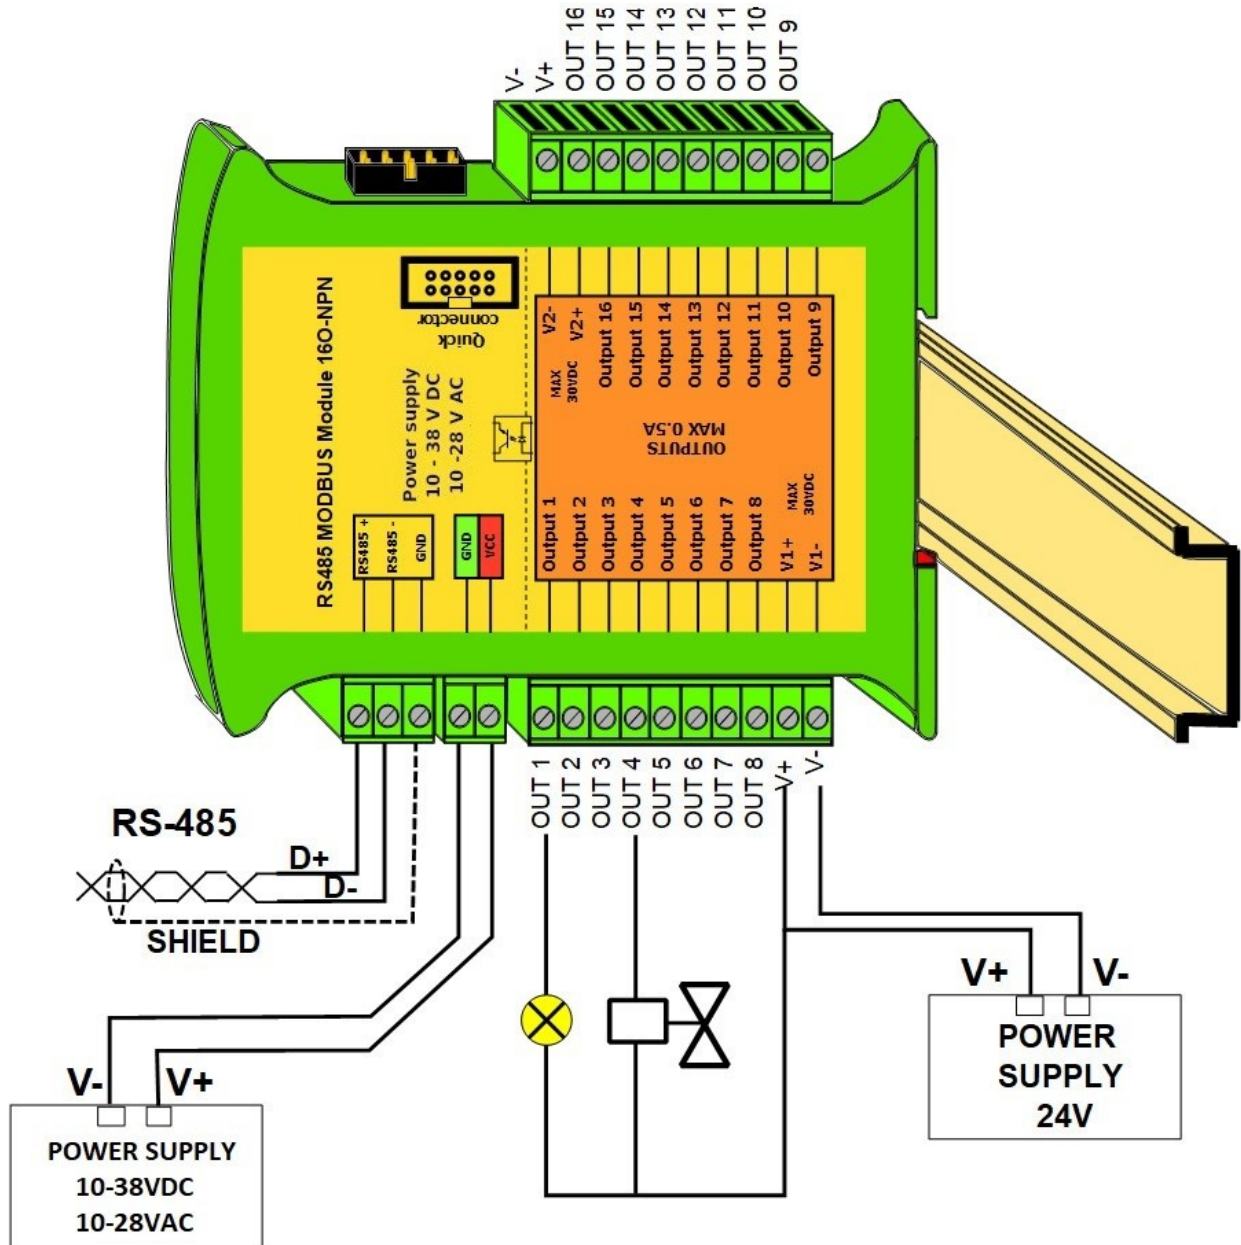 V-
V+
OUT 16
OUT 15
OUT 14
OUT 13
OUT 12
OUT 11
OUT 10
OUT 9
RS485 MODBUS Module 16O-NPN
Quick
connector
Power supply
10 - 38 V DC
10 -28 V AC
V2-
V2+
Output 16
Output 15
Output 14
Output 13
Output 12
Output 11
Output 10
Output 9
MAX
30VDC
OUTPUTS
MAX 0.5A
RS485 +
RS485 -
GND
GND
VCC
Output 1
Output 2
Output 3
Output 4
Output 5
Output 6
Output 7
Output 8
V1+
V1-
MAX
30VDC
OUT 1
OUT 2
OUT 3
OUT 4
OUT 5
OUT 6
OUT 7
OUT 8
V+
V-
RS-485
D+
D-
SHIELD
V-
V+
POWER SUPPLY
10-38VDC
10-28VAC
V+
V-
POWER
SUPPLY
24V